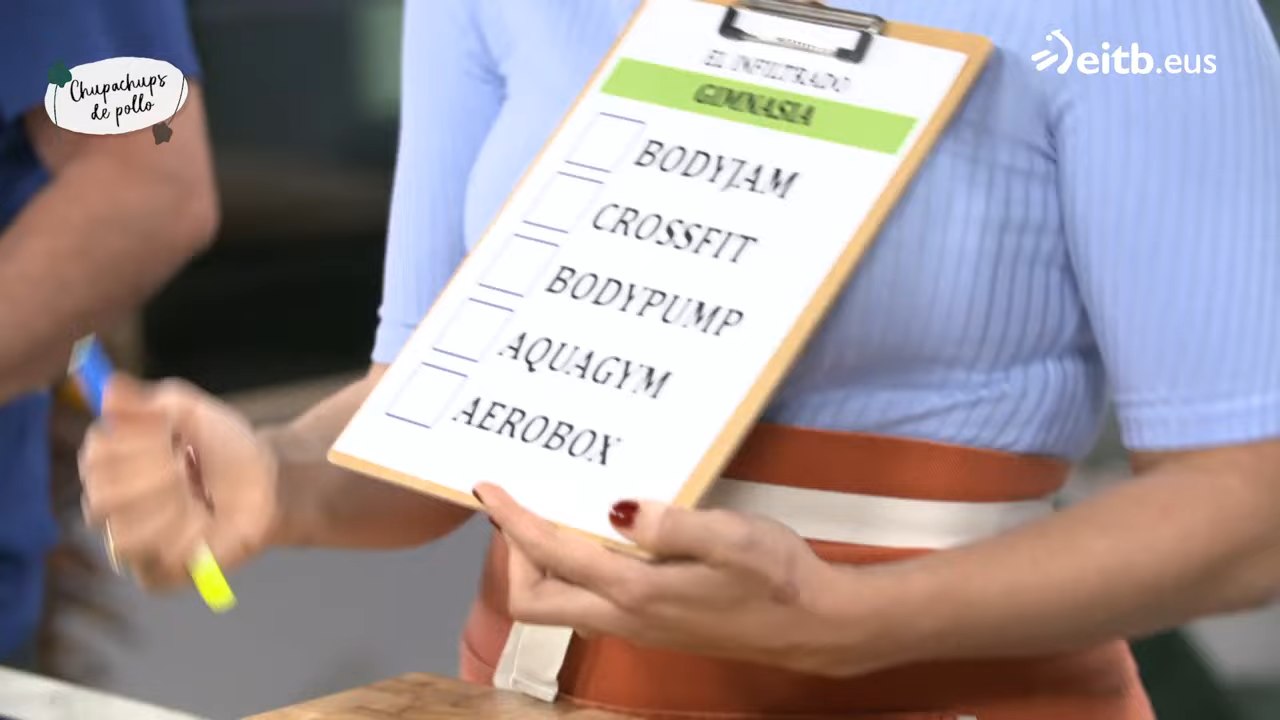 Chupachups
de pollo
eitb.eus
EL INFILTRADO
GIMNASIA
BODYJAM
CROSSFIT
BODYPUMP
AQUAGYM
AEROBOX